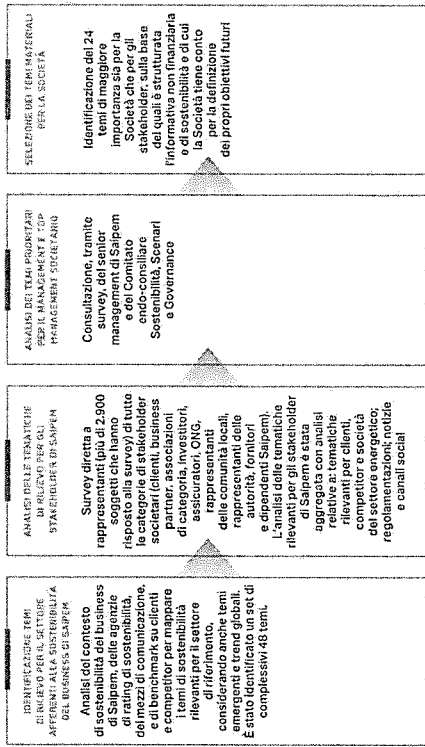 IDENTIFICAZIONE TEMI
DI RILIEVO PER IL SETTORE
AFFERENTI ALLA SOSTENIBILITÀ
DEL BUSINESS DI SAIPEM
Analisi del contesto
di sostenibilità del business
di Saipem, delle agenzie
di rating di sostenibilità,
dei mezzi di comunicazione,
e di benchmark su clienti
e competitor per mappare
i temi di sostenibilità
rilevanti per il settore
di riferimento,
considerando anche temi
emergenti e trend globali.
È stato identificato un set di
complessivi 48 temi.
ANALISI DELLE TEMATICHE
DI RILIEVO PER GLI
STAKEHOLDER DI SAIPEM
Survey diretta a
rappresentanti (più di 2.900
soggetti che hanno
risposto alla survey) di tutte
le categorie di stakeholder
societari (clienti, business
partner, associazioni
di categoria, investitori,
assicuratori, ONG,
rappresentanti
delle comunità locali,
rappresentanti delle
autorità, fornitori
e dipendenti Saipem).
L'analisi delle tematiche
rilevanti per gli stakeholder
di Saipem è stata
aggregata con analisi
relative a: tematiche
rilevanti per clienti,
competitor e società
del settore energetico;
regolamentazioni; notizie
e canali social
ANALISI DEI TEMI PRIORITARI
PER IL MANAGEMENT E TOP
MANAGEMENT SOCIETARIO
Consultazione, tramite
survey, del senior
management di Saipem
e del Comitato
endo-consiliare
Sostenibilità, Scenari
e Governance
SELEZIONE DEI TEMI MATERIALI
PER LA SOCIETÀ
Identificazione dei 24
temi di maggiore
importanza sia per la
Società che per gli
stakeholder, sulla base
dei quali è strutturata
l'informativa non finanziaria
e di sostenibilità e di cui
la Società tiene conto
per la definizione
dei propri obiettivi futuri